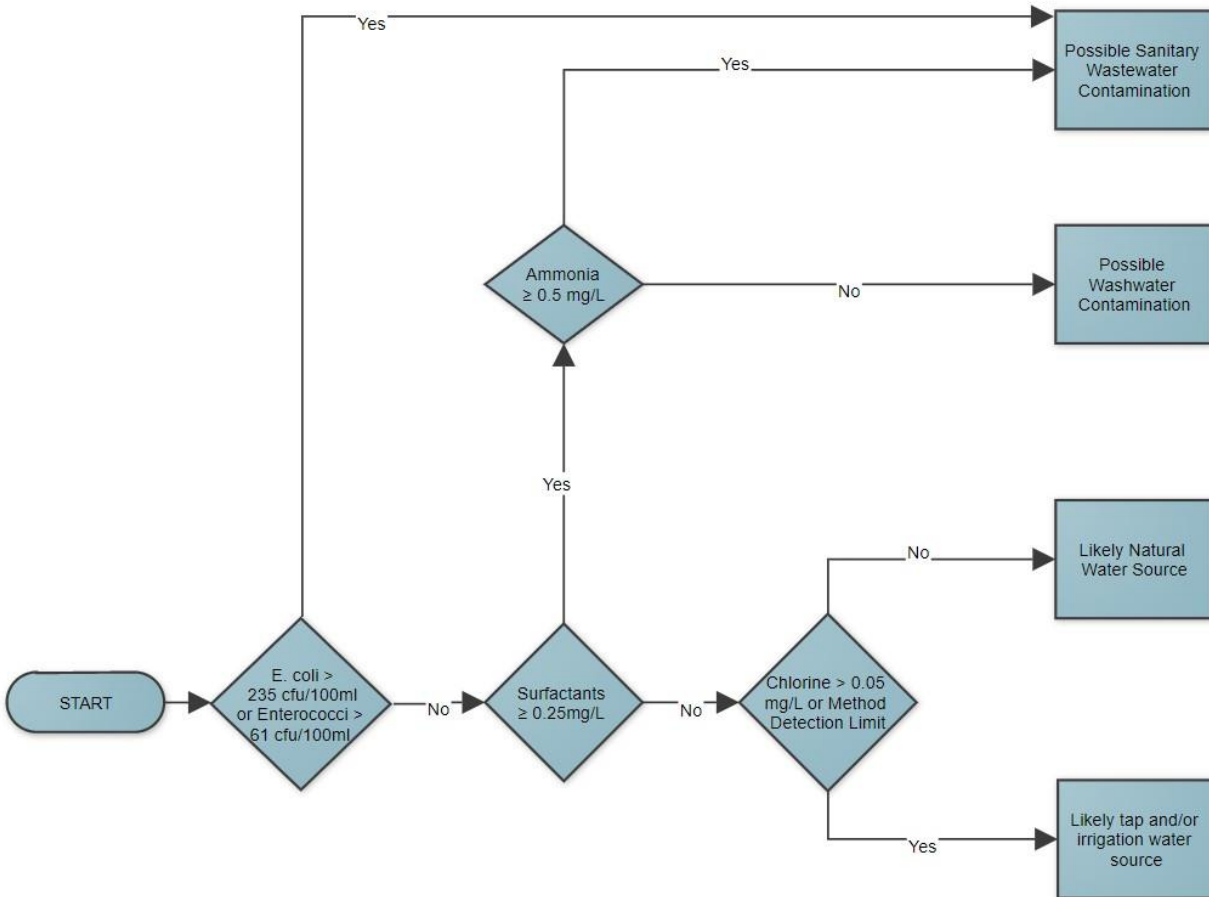 Yes
Possible Sanitary
Wastewater
Contamination
Yes
Ammonia
≥ 0.5 mg/L
No
Possible
Washwater
Contamination
Yes
No
Likely Natural
Water Source
START
E. coli >
235 cfu/100ml
or Enterococci >
61 cfu/100ml
No
Surfactants
≥ 0.25mg/L
No
Chlorine > 0.05
mg/L or Method
Detection Limit
Yes
Likely tap and/or
irrigation water
source